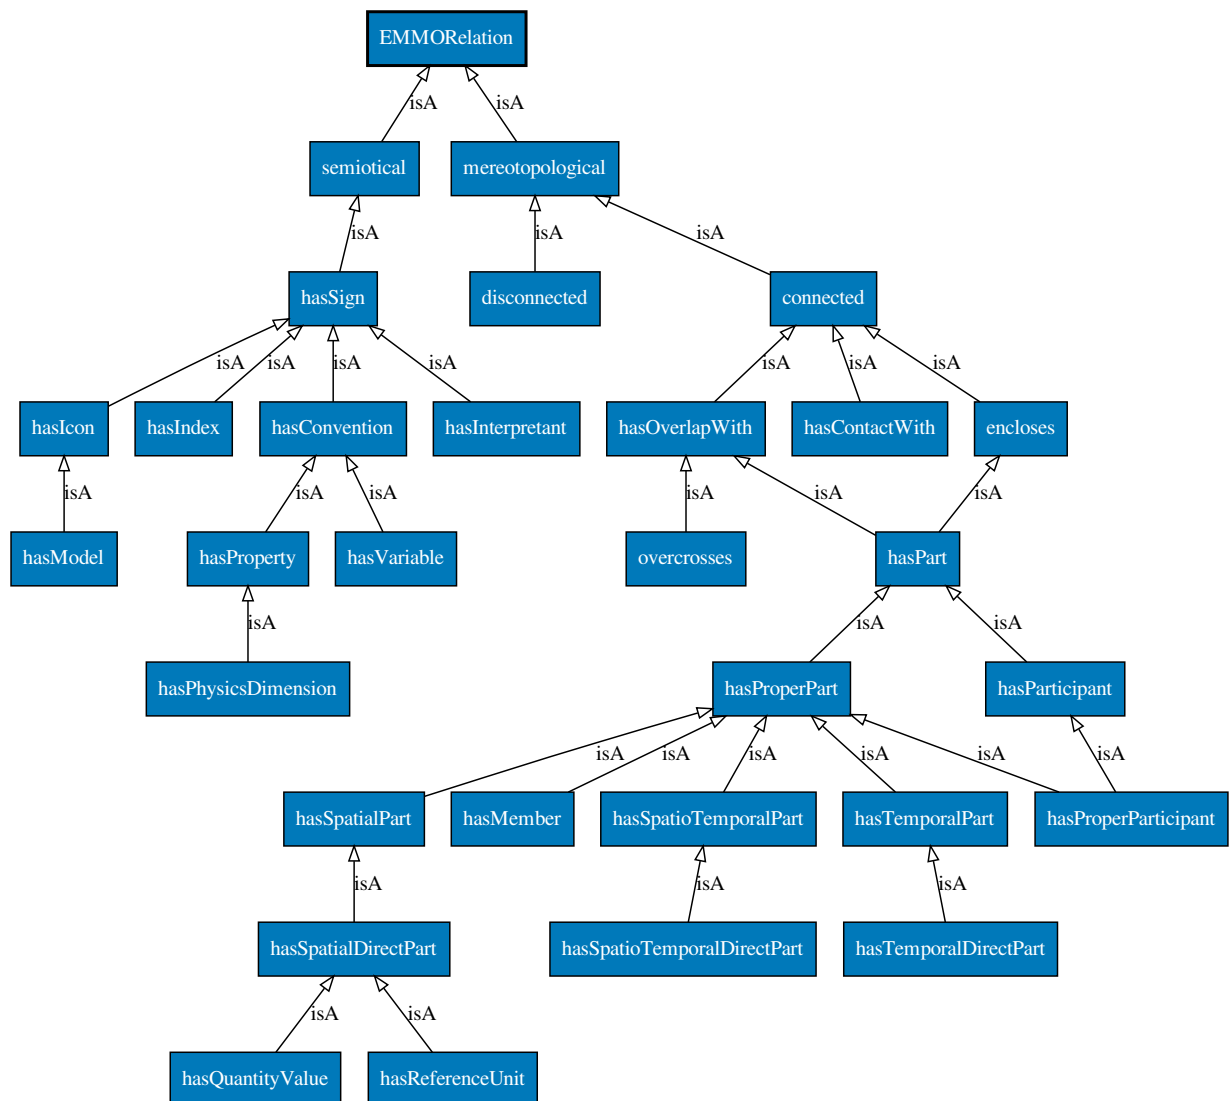 EMMORelation
isA
isA
semiotical
mereotopological
isA
isA
isA
hasSign
disconnected
connected
isA
isA
isA
isA
isA
isA
isA
hasIcon
hasIndex
hasConvention
hasInterpretant
hasOverlapWith
hasContactWith
encloses
isA
isA
isA
isA
isA
isA
hasModel
hasProperty
hasVariable
overcrosses
hasPart
isA
isA
isA
hasPhysicsDimension
hasProperPart
hasParticipant
isA
isA
isA
isA
isA
isA
hasSpatialPart
hasMember
hasSpatioTemporalPart
hasTemporalPart
hasProperParticipant
isA
isA
isA
hasSpatialDirectPart
hasSpatioTemporalDirectPart
hasTemporalDirectPart
isA
isA
hasQuantityValue
hasReferenceUnit